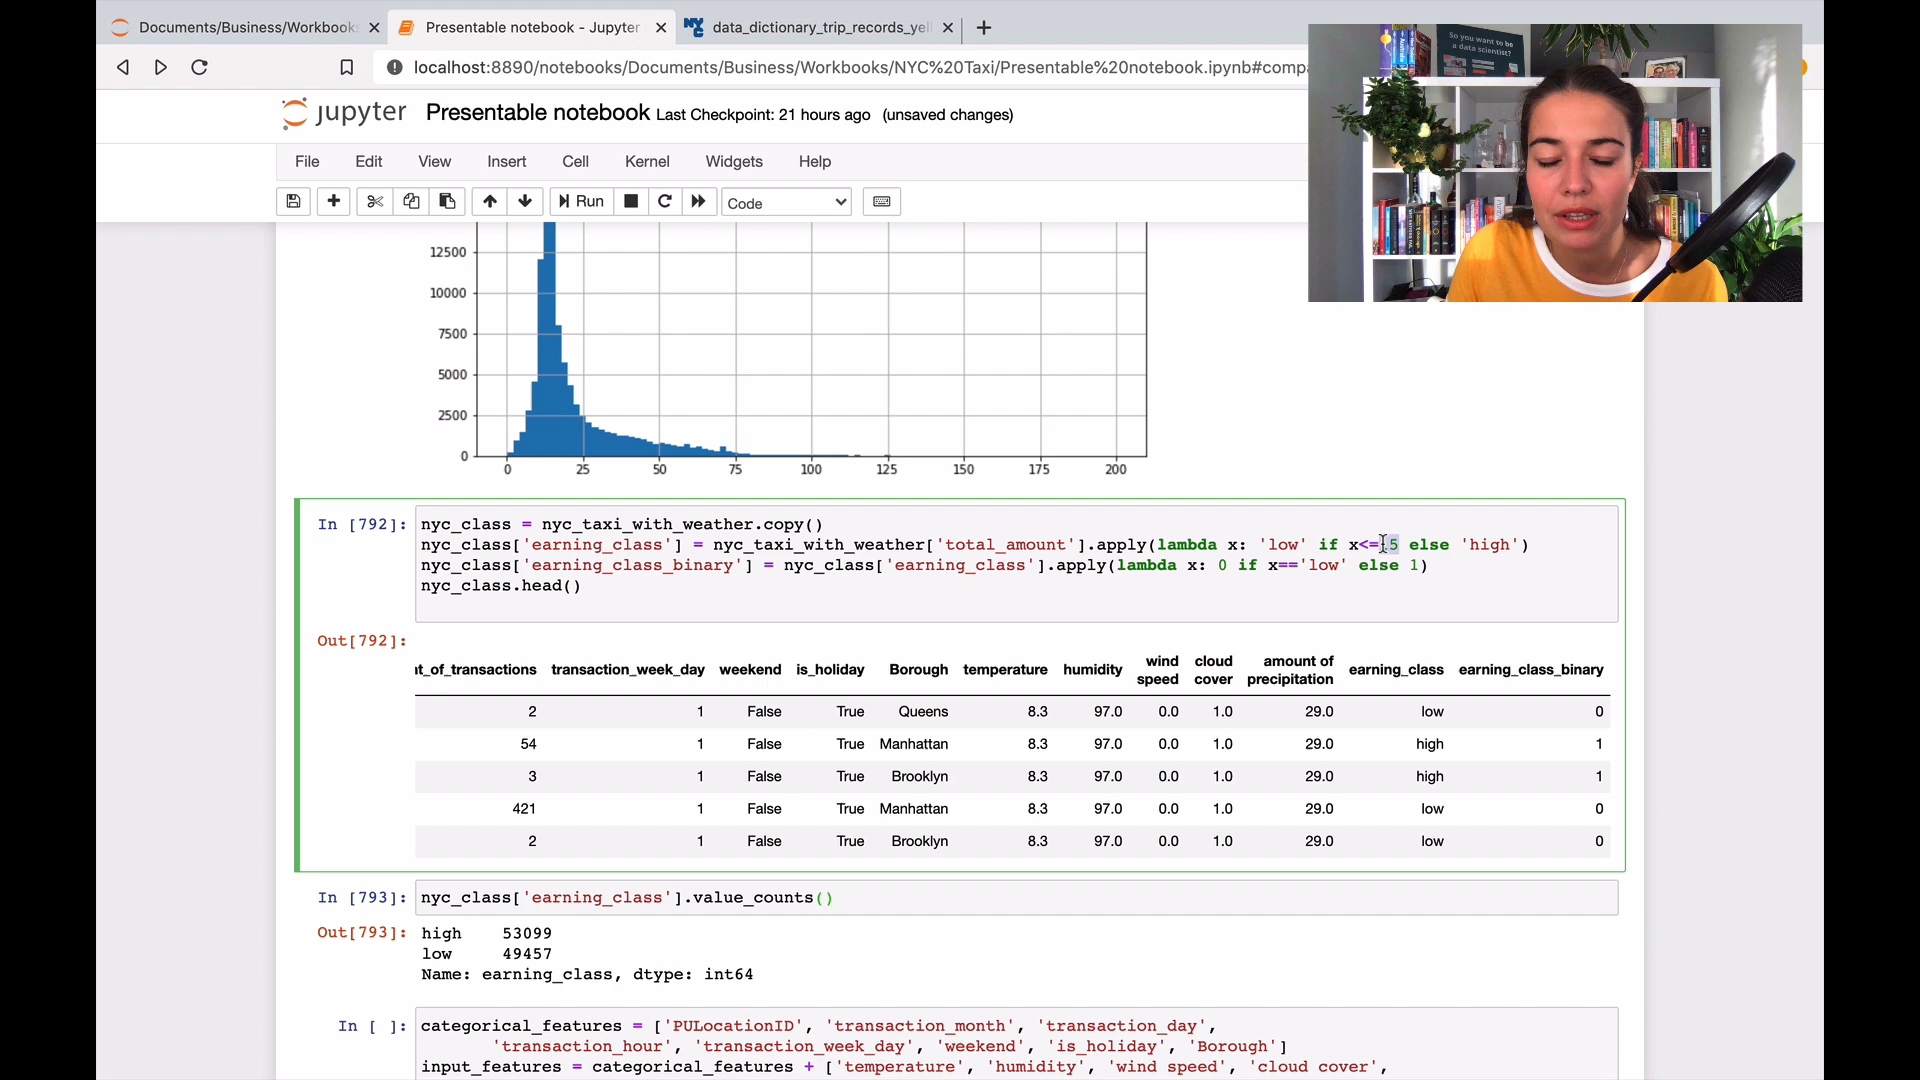 Documents/Business/Workbook
Presentable notebook - Jupyter
NYC
data_dictionary_trip_records_yel
localhost:8890/notebooks/Documents/Business/Workbooks/NYC%20Taxi/Presentable%20notebook.ipynb#comp
So you want to be
a data scientist?
jupyter
Presentable notebook Last Checkpoint: 21 hours ago (unsaved changes)
File Edit View Insert Cell Kernel Widgets Help
Run
Code
12500
10000
7500
5000
2500
0
0 25 50 75 100 125 150 175 200
In [792]:
nyc_class = nyc_taxi_with_weather.copy()
nyc_class['earning_class'] = nyc_taxi_with_weather['total_amount'].apply(lambda x: 'low' if x<=15 else 'high')
nyc_class['earning_class_binary'] = nyc_class['earning_class'].apply(lambda x: 0 if x=='low' else 1)
nyc_class.head()
Out[792]:
nt_of_transactions transaction_week_day weekend is_holiday Borough temperature humidity wind speed cloud cover amount of precipitation earning_class earning_class_binary
2 1 False True Queens 8.3 97.0 0.0 1.0 29.0 low 0
54 1 False True Manhattan 8.3 97.0 0.0 1.0 29.0 high 1
3 1 False True Brooklyn 8.3 97.0 0.0 1.0 29.0 high 1
421 1 False True Manhattan 8.3 97.0 0.0 1.0 29.0 low 0
2 1 False True Brooklyn 8.3 97.0 0.0 1.0 29.0 low 0
In [793]: nyc_class['earning_class'].value_counts()
Out[793]: high 53099
low 49457
Name: earning_class, dtype: int64
In [ ]: categorical_features = ['PULocationID', 'transaction_month', 'transaction_day',
'transaction_hour', 'transaction_week_day', 'weekend', 'is_holiday', 'Borough']
input_features = categorical_features + ['temperature', 'humidity', 'wind speed', 'cloud cover',